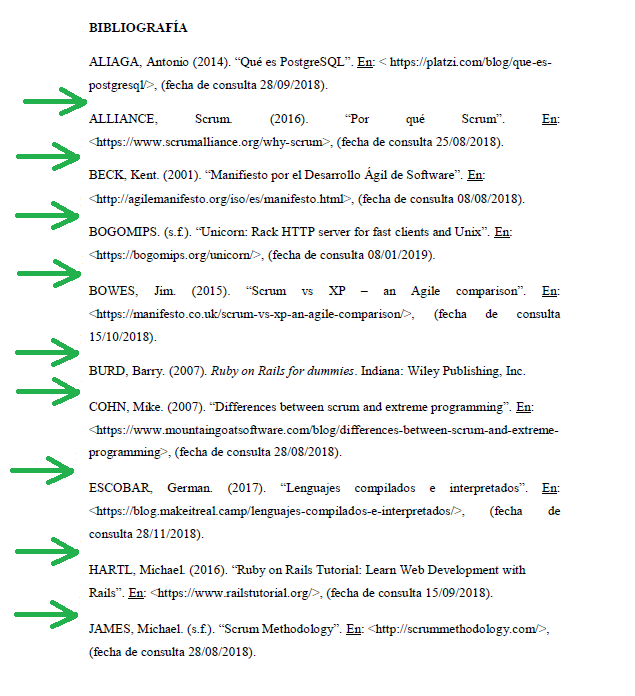 BIBLIOGRAFÍA
ALIAGA, Antonio (2014). “Qué es PostgreSQL”. En: < https://platzi.com/blog/que-es-
postgresql/>, (fecha de consulta 28/09/2018).
ALLIANCE, Scrum. (2016). “Por qué Scrum”. En:
<https://www.scrumalliance.org/why-scrum>, (fecha de consulta 25/08/2018).
BECK, Kent. (2001). “Manifiesto por el Desarrollo Ágil de Software”. En:
<http://agilemanifesto.org/iso/es/manifesto.html>, (fecha de consulta 08/08/2018).
BOGOMIPS. (s.f.). “Unicorn: Rack HTTP server for fast clients and Unix”. En:
<https://bogomips.org/unicorn/>, (fecha de consulta 08/01/2019).
BOWES, Jim. (2015). “Scrum vs XP – an Agile comparison”. En:
<https://manifesto.co.uk/scrum-vs-xp-an-agile-comparison/>, (fecha de consulta
15/10/2018).
BURD, Barry. (2007). Ruby on Rails for dummies. Indiana: Wiley Publishing, Inc.
COHN, Mike. (2007). “Differences between scrum and extreme programming”. En:
<https://www.mountaingoatsoftware.com/blog/differences-between-scrum-and-extreme-
programming>, (fecha de consulta 28/08/2018).
ESCOBAR, German. (2017). “Lenguajes compilados e interpretados”. En:
<https://blog.makeitreal.camp/lenguajes-compilados-e-interpretados/>, (fecha de
consulta 28/11/2018).
HARTL, Michael. (2016). “Ruby on Rails Tutorial: Learn Web Development with
Rails”. En: <https://www.railstutorial.org/>, (fecha de consulta 15/09/2018).
JAMES, Michael. (s.f.). “Scrum Methodology”. En: <http://scrummethodology.com/>,
(fecha de consulta 28/08/2018).